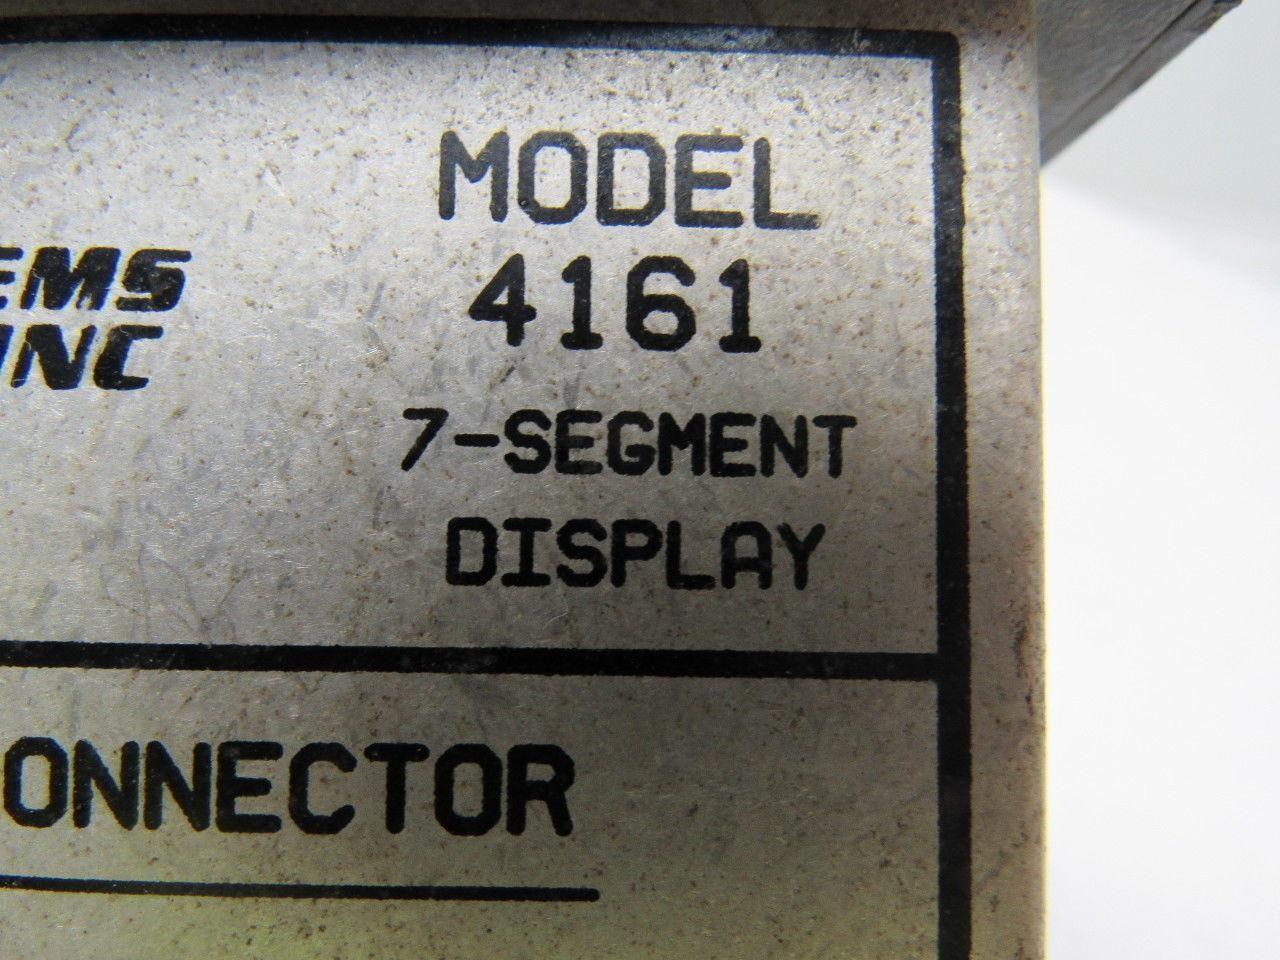 MODEL
4161
EMS
INC
7-SEGMENT
DISPLAY
ONNECTOR